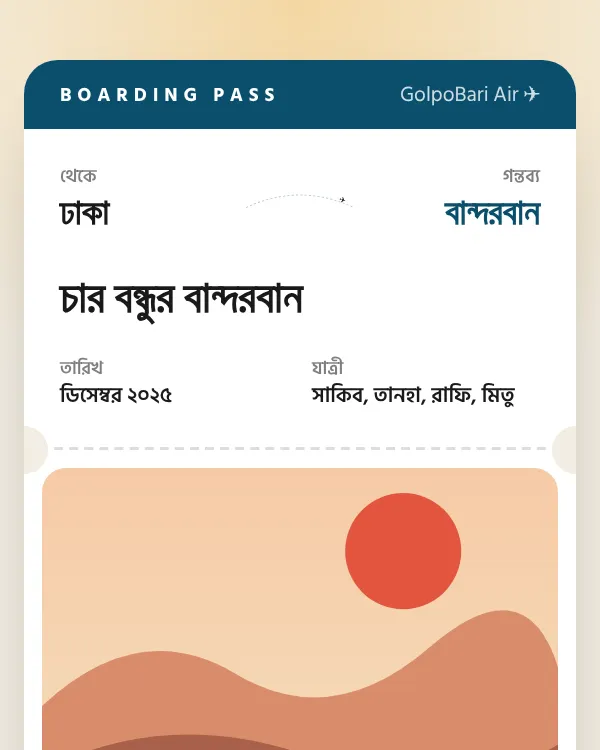 BOARDING PASS GolpoBari Air ✈
থেকে গন্তব্য
ঢাকা বান্দরবান
চার বন্ধুর বান্দরবান
তারিখ যাত্রী
ডিসেম্বর ২০২৫ সাকিব, তানহা, রাফি, মিতু